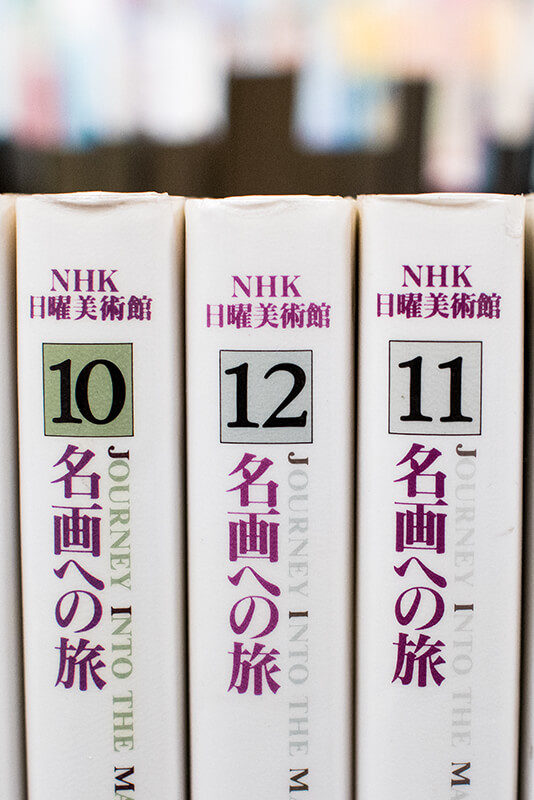 NHK
日曜美術館
10
名画への旅
JOURNEY INTO THE MA
NHK
日曜美術館
12
名画への旅
JOURNEY INTO THE M
NHK
日曜美術館
11
名画への旅
JOURNEY INTO THE M